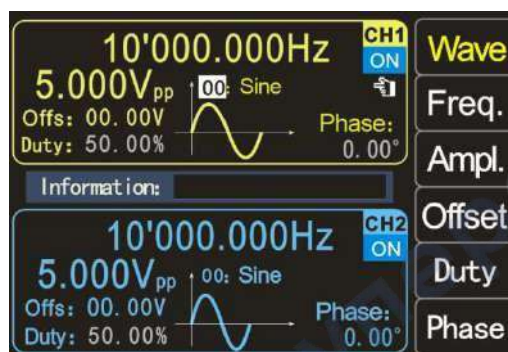 10'000.000Hz
CH1
ON
5.000Vpp
00: Sine
Offs: 00.00V
Phase:
Duty: 50.00%
0.00°
Information:
10'000.000Hz
CH2
ON
5.000Vpp
00: Sine
Offs: 00.00V
Phase:
Duty: 50.00%
0.00°
Wave
Freq.
Ampl.
Offset
Duty
Phase